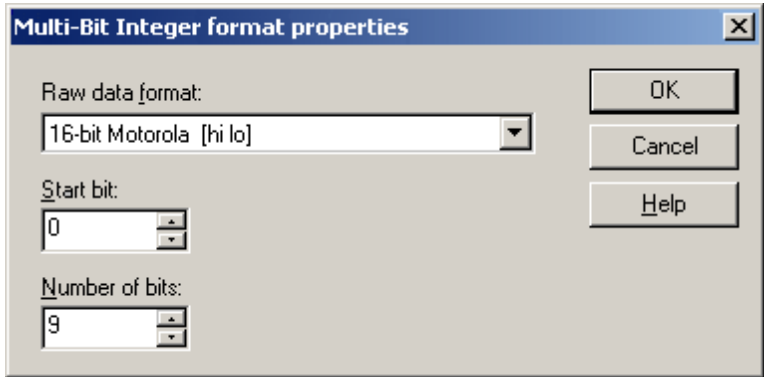 Multi-Bit Integer format properties
Raw data format:
16-bit Motorola [hi lo]
Start bit:
0
Number of bits:
9
OK
Cancel
Help